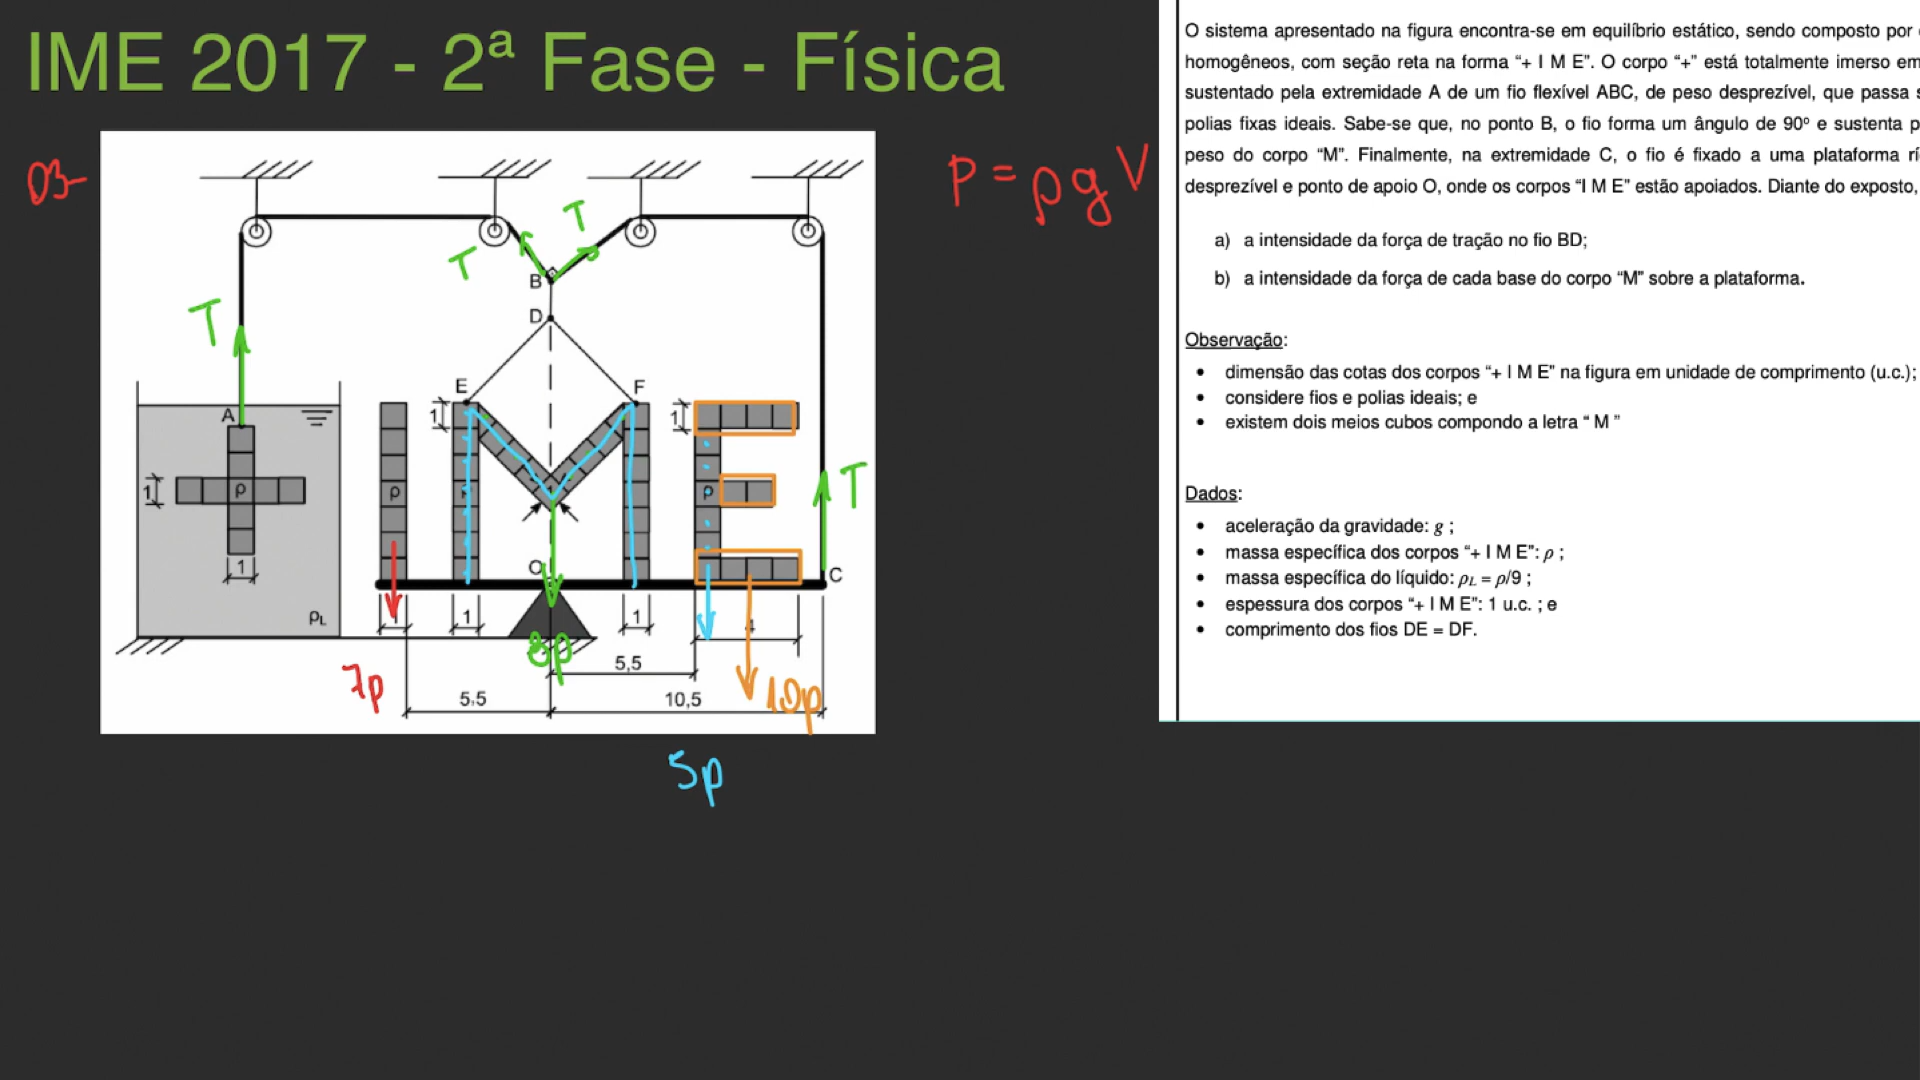 IME 2017 - 2ª Fase - Física
03-
P = ρ g V
T
T
T
T
B
D
E
F
A
1
1
1
ρ
ρ
ρ
1
O
C
ρL
1
1
4
8p
7p
5,5
5,5
10,5
10p
5p
O sistema apresentado na figura encontra-se em equilíbrio estático, sendo composto por
homogêneos, com seção reta na forma “+ I M E”. O corpo “+” está totalmente imerso em
sustentado pela extremidade A de um fio flexível ABC, de peso desprezível, que passa
polias fixas ideais. Sabe-se que, no ponto B, o fio forma um ângulo de 90º e sustenta
peso do corpo “M”. Finalmente, na extremidade C, o fio é fixado a uma plataforma
desprezível e ponto de apoio O, onde os corpos “I M E” estão apoiados. Diante do exposto,
a) a intensidade da força de tração no fio BD;
b) a intensidade da força de cada base do corpo “M” sobre a plataforma.
Observação:
• dimensão das cotas dos corpos “+ I M E” na figura em unidade de comprimento (u.c.);
• considere fios e polias ideais; e
• existem dois meios cubos compondo a letra “ M ”
Dados:
• aceleração da gravidade: g ;
• massa específica dos corpos “+ I M E”: ρ ;
• massa específica do líquido: ρL = ρ/9 ;
• espessura dos corpos “+ I M E”: 1 u.c. ; e
• comprimento dos fios DE = DF.